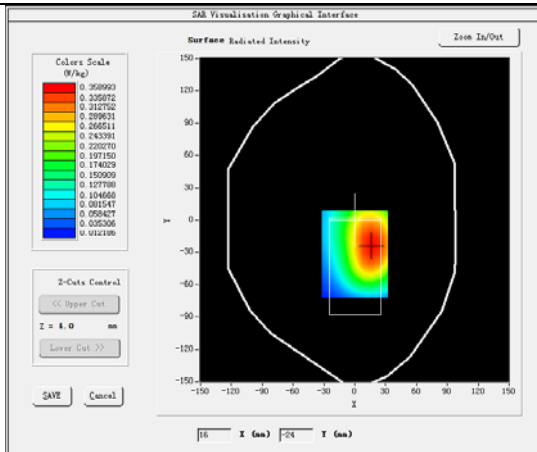 SAR Visualisation Graphical Interface
Surface Radiated Intensity
Zoom In/Out
Colors Scale
(W/kg)
0.358993
0.335872
0.312752
0.289631
0.266511
0.243391
0.220270
0.197150
0.174029
0.150909
0.127788
0.104668
0.081547
0.058427
0.035306
0.012186
150
120
90
60
30
0
-30
-60
-90
-120
-150
Y
-150 -120 -90 -60 -30 0 30 60 90 120 150
X
Z-Cuts Control
<< Upper Cut
Z = 4.0 mm
Lower Cut >>
SAVE Cancel
16 X (mm) -24 Y (mm)